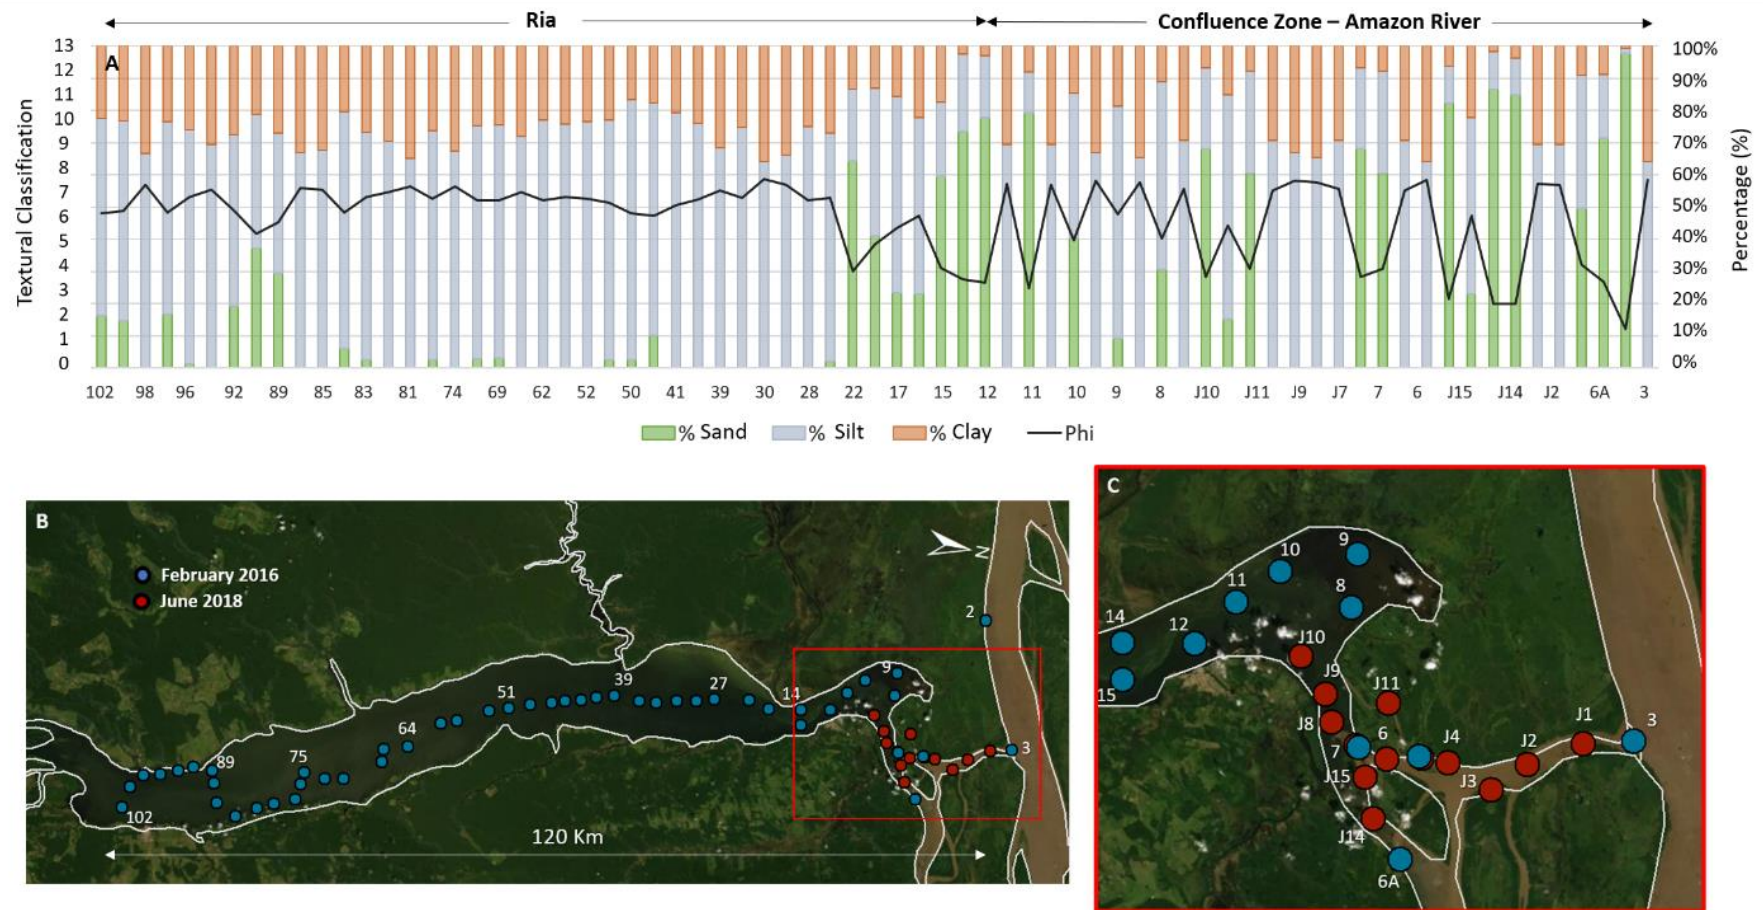 Ria Confluence Zone – Amazon River
A
Textural Classification
13
12
11
10
9
8
7
6
5
4
3
2
1
0
100%
90%
80%
70%
60%
50%
40%
30%
20%
10%
0%
Percentage (%)
102 98 96 92 89 85 83 81 74 69 62 52 50 41 39 30 28 22 17 15 12 11 10 9 8 J10 J11 J9 J7 7 6 J15 J14 J2 6A 3
% Sand % Silt % Clay Phi
B
February 2016
June 2018
N
2
9
39
27
14
51
64
3
75
89
102
120 Km
C
9
10
11
8
14
12
J10
J9
15
J11
J8
6
J1
3
7
J4
J2
J15
J3
J14
6A